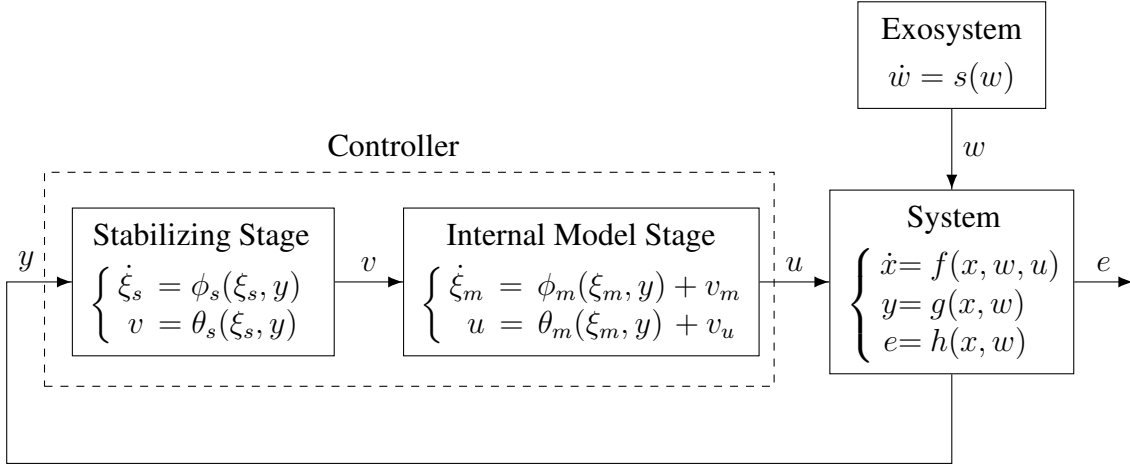 Exosystem
ẇ = s(w)
Controller
w
Stabilizing Stage
Internal Model Stage
System
y
ξ̇_s = φ_s(ξ_s, y)
v = θ_s(ξ_s, y)
v
ξ̇_m = φ_m(ξ_m, y) + v_m
u = θ_m(ξ_m, y) + v_u
u
ẋ = f(x, w, u)
y = g(x, w)
e = h(x, w)
e